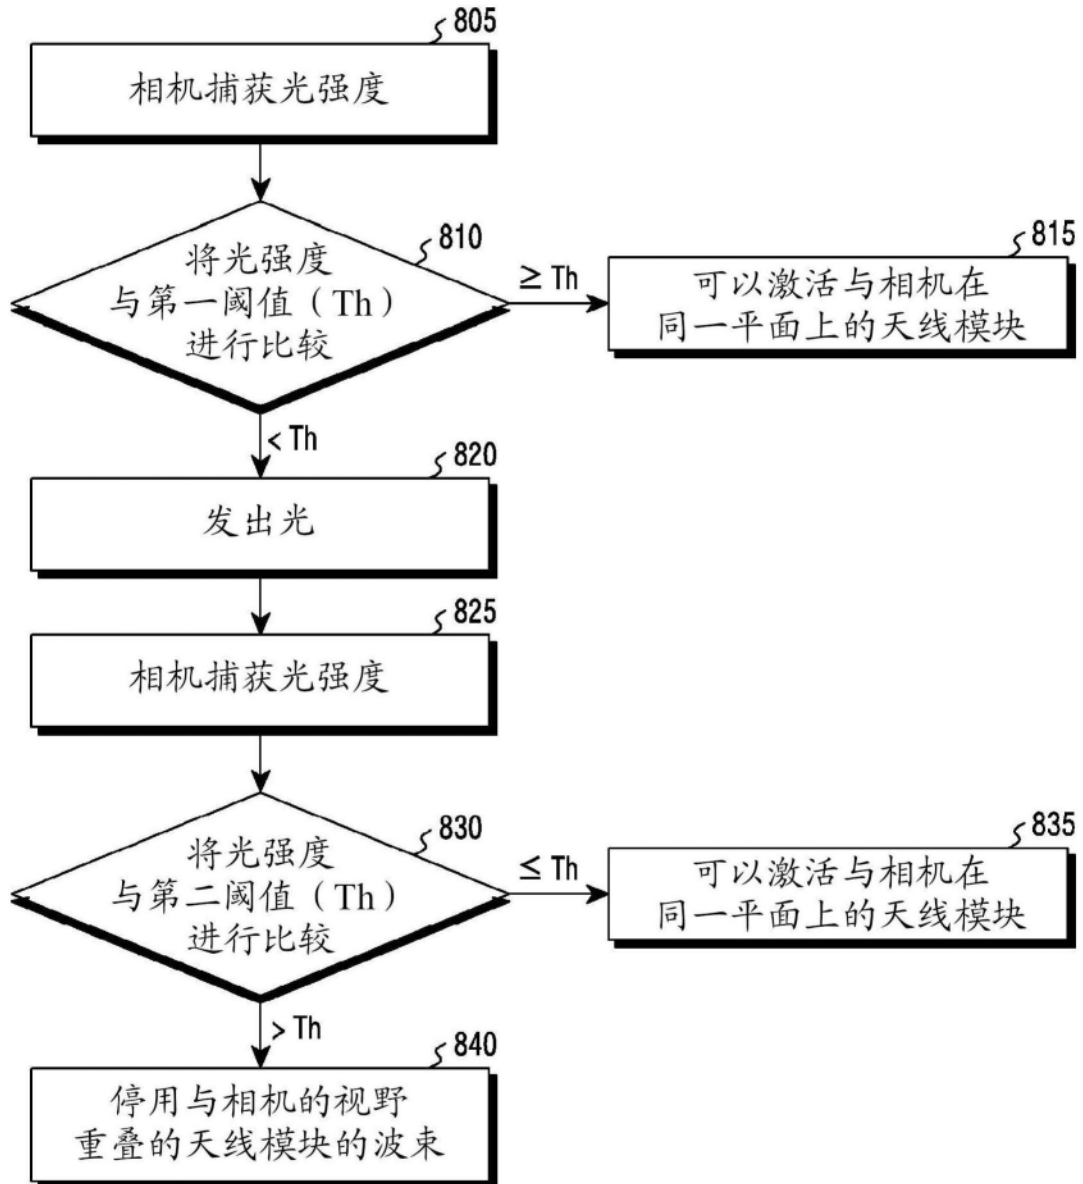 805
相机捕获光强度
810
将光强度
与第一阈值（Th）
进行比较
≥ Th
815
可以激活与相机在
同一平面上的天线模块
< Th
820
发出光
825
相机捕获光强度
830
将光强度
与第二阈值（Th）
进行比较
≤ Th
835
可以激活与相机在
同一平面上的天线模块
> Th
840
停用与相机的视野
重叠的天线模块的波束